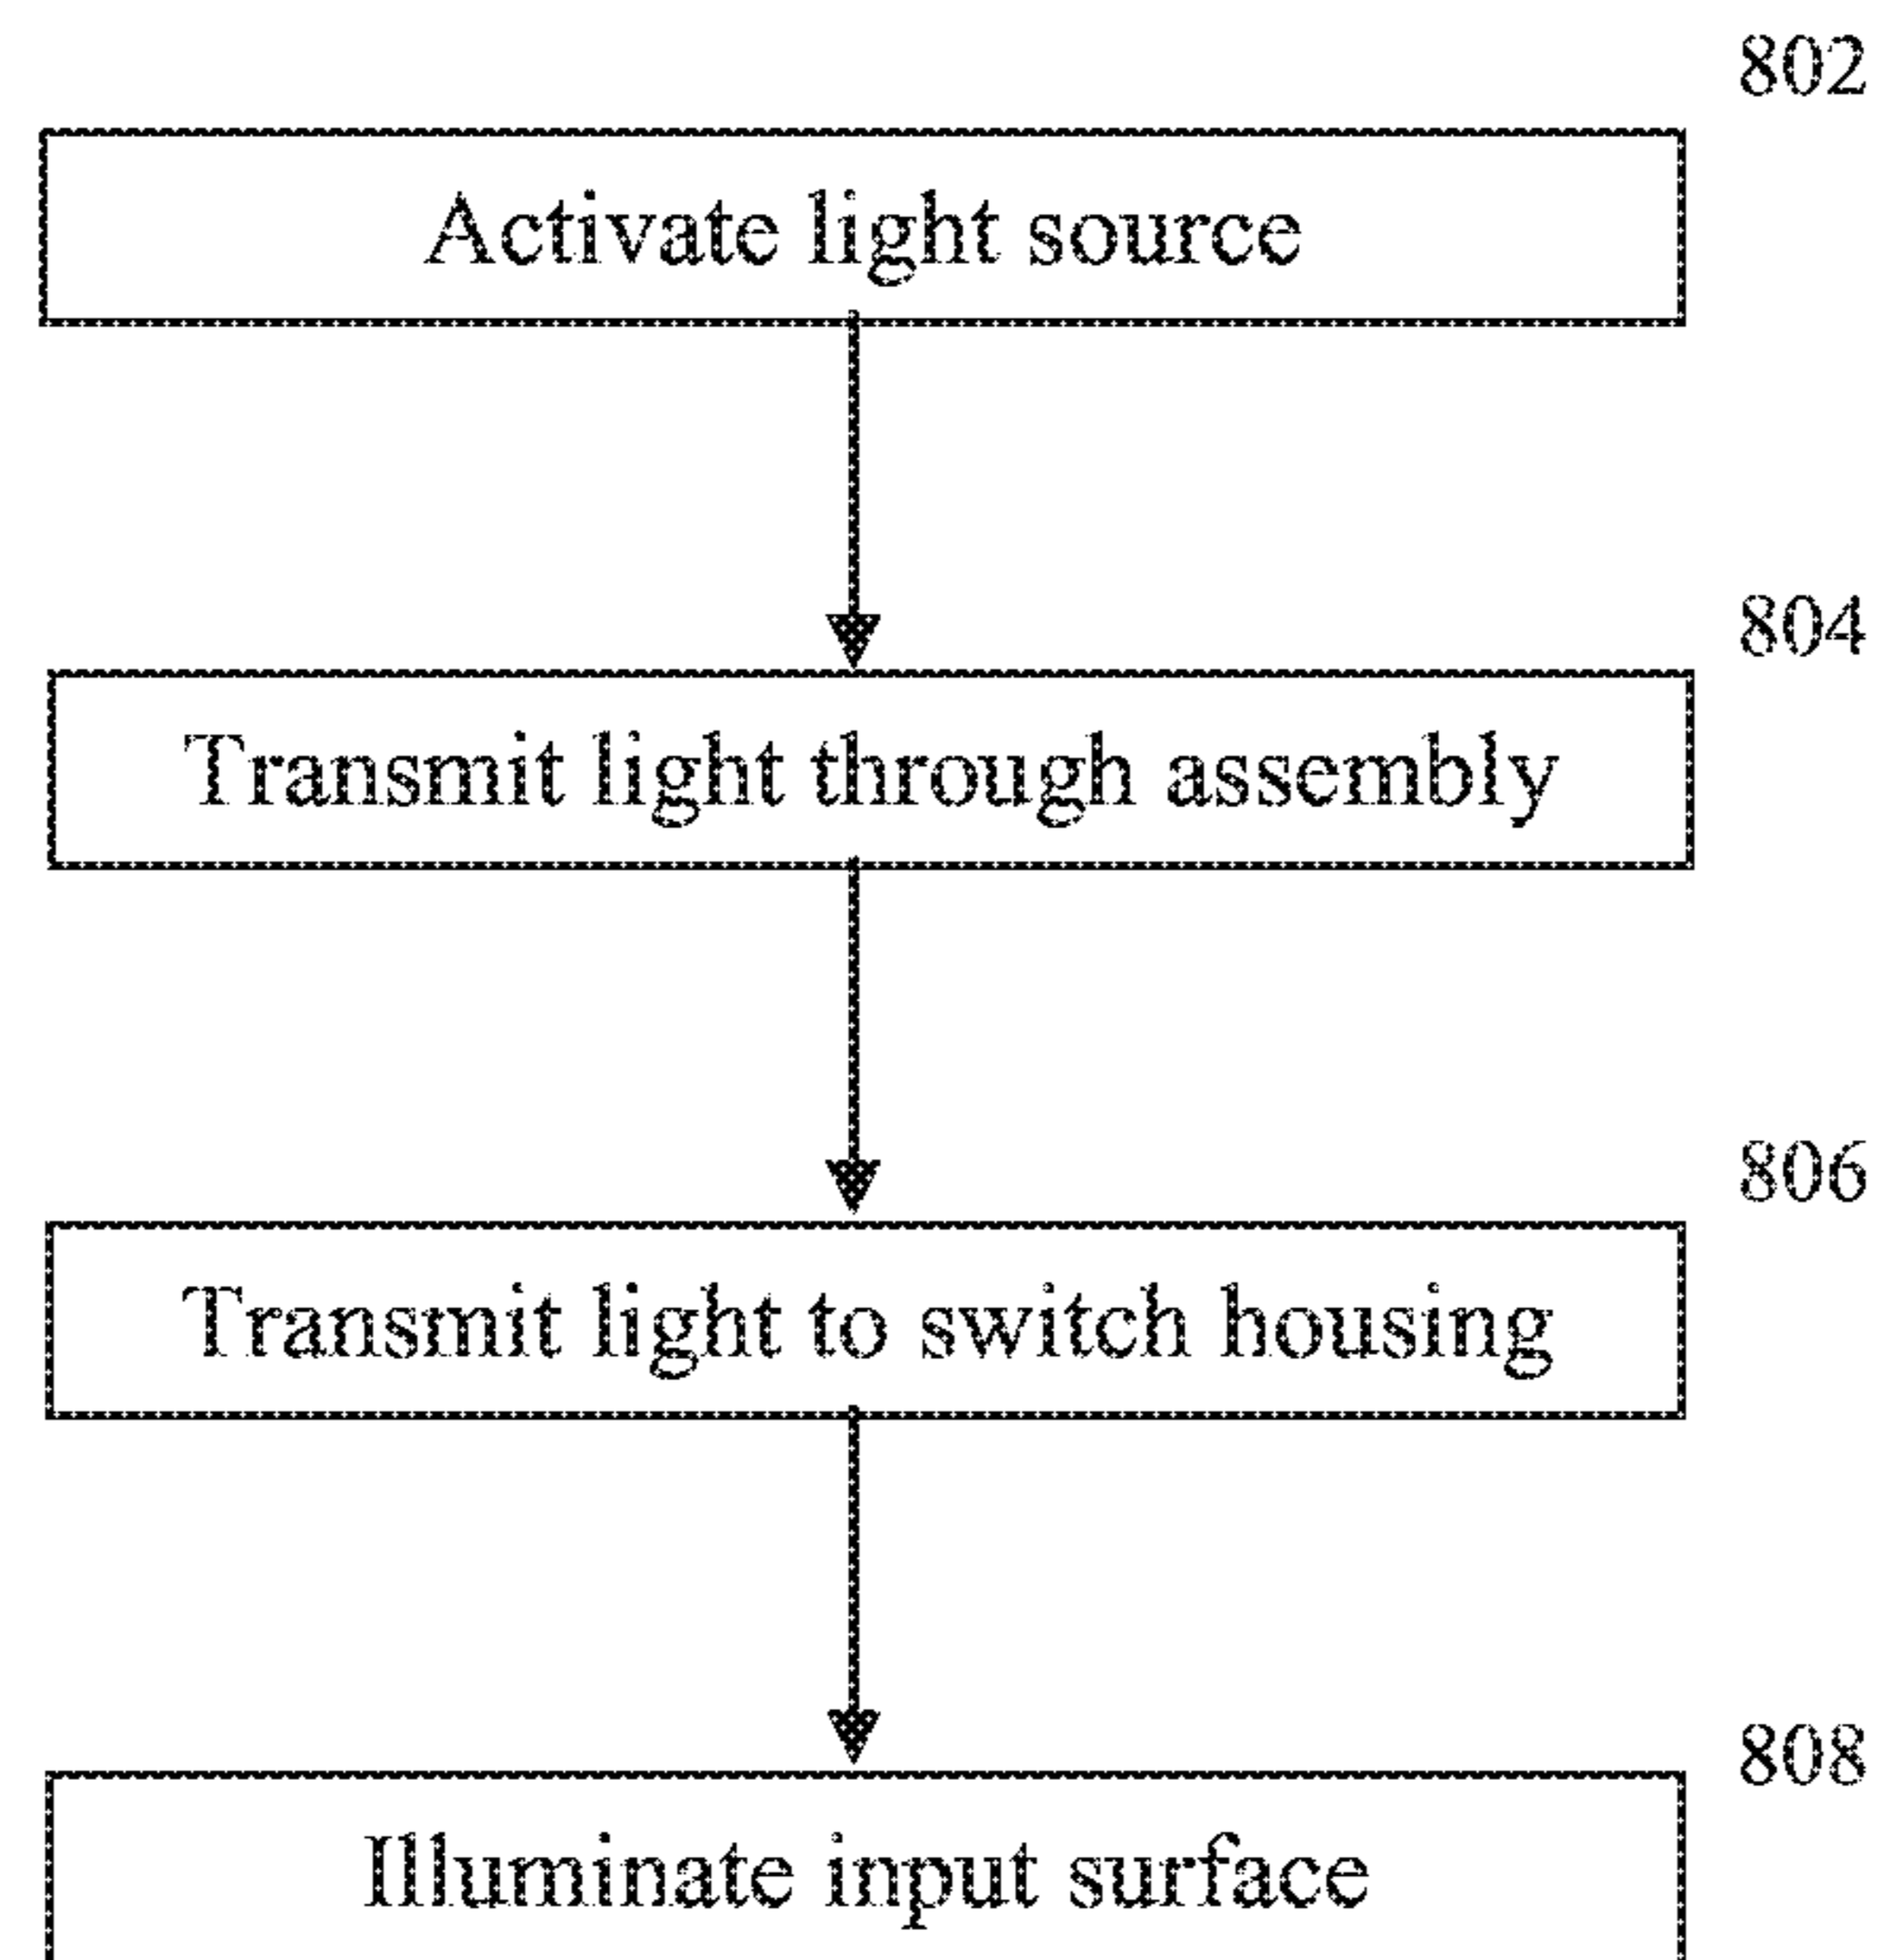 802
Activate light source
804
Transmit light through assembly
806
Transmit light to switch housing
808
Illuminate input surface